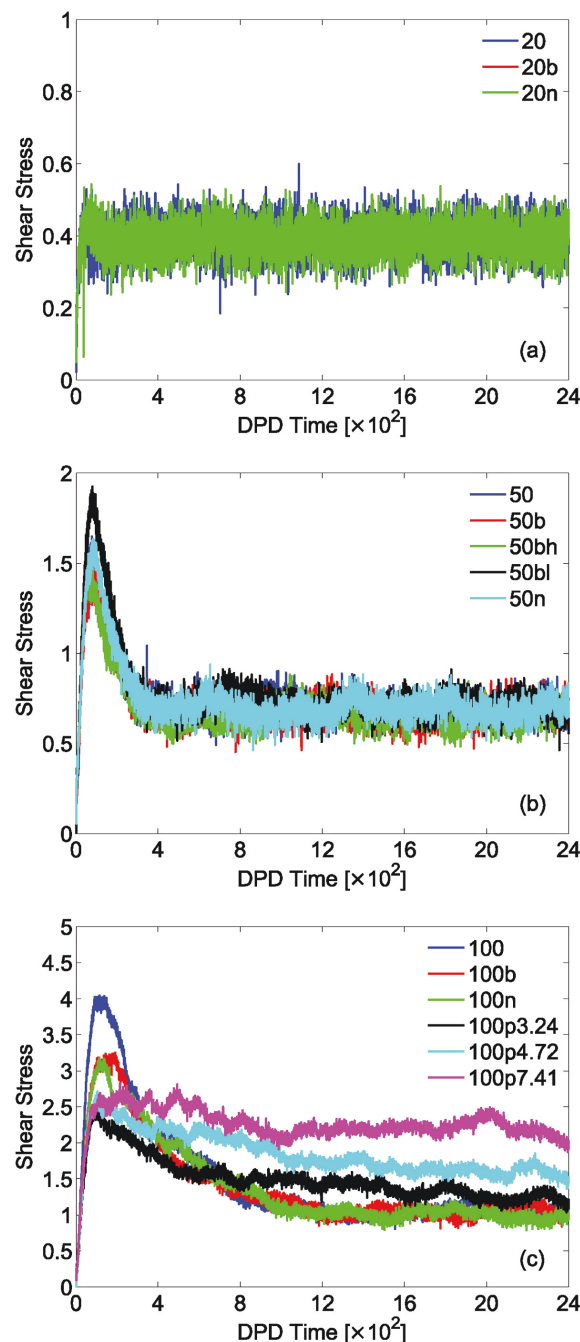 1
0.8
0.6
0.4
0.2
0
Shear Stress
20
20b
20n
(a)
0 4 8 12 16 20 24
DPD Time [×10²]
2
1.5
1
0.5
0
Shear Stress
50
50b
50bh
50bl
50n
(b)
0 4 8 12 16 20 24
DPD Time [×10²]
5
4.5
4
3.5
3
2.5
2
1.5
1
0.5
0
Shear Stress
100
100b
100n
100p3.24
100p4.72
100p7.41
(c)
0 4 8 12 16 20 24
DPD Time [×10²]